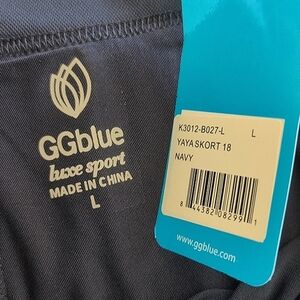 GGblue
luxe sport
MADE IN CHINA
L
K3012-B027-L L
YAYA SKORT 18
NAVY
8 44382 08299 1
www.ggblue.com